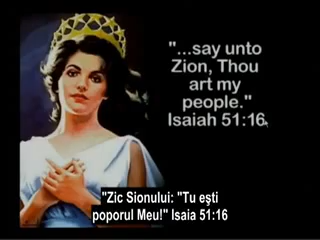 "...say unto
Zion, Thou
art my
people."
Isaiah 51:16
"Zic Sionului: "Tu eşti
poporul Meu!" Isaia 51:16